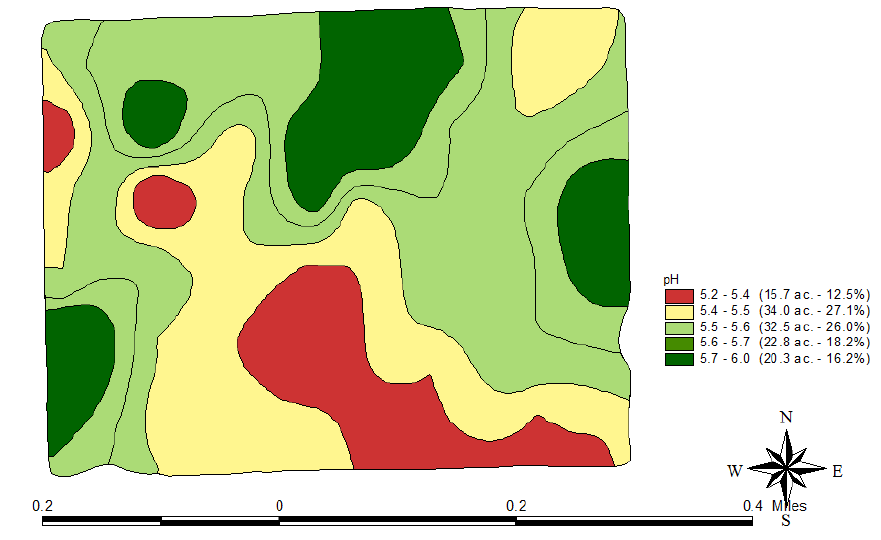 pH
5.2 - 5.4 (15.7 ac. - 12.5%)
5.4 - 5.5 (34.0 ac. - 27.1%)
5.5 - 5.6 (32.5 ac. - 26.0%)
5.6 - 5.7 (22.8 ac. - 18.2%)
5.7 - 6.0 (20.3 ac. - 16.2%)
N
W E
S
0.2 0 0.2 0.4 Miles